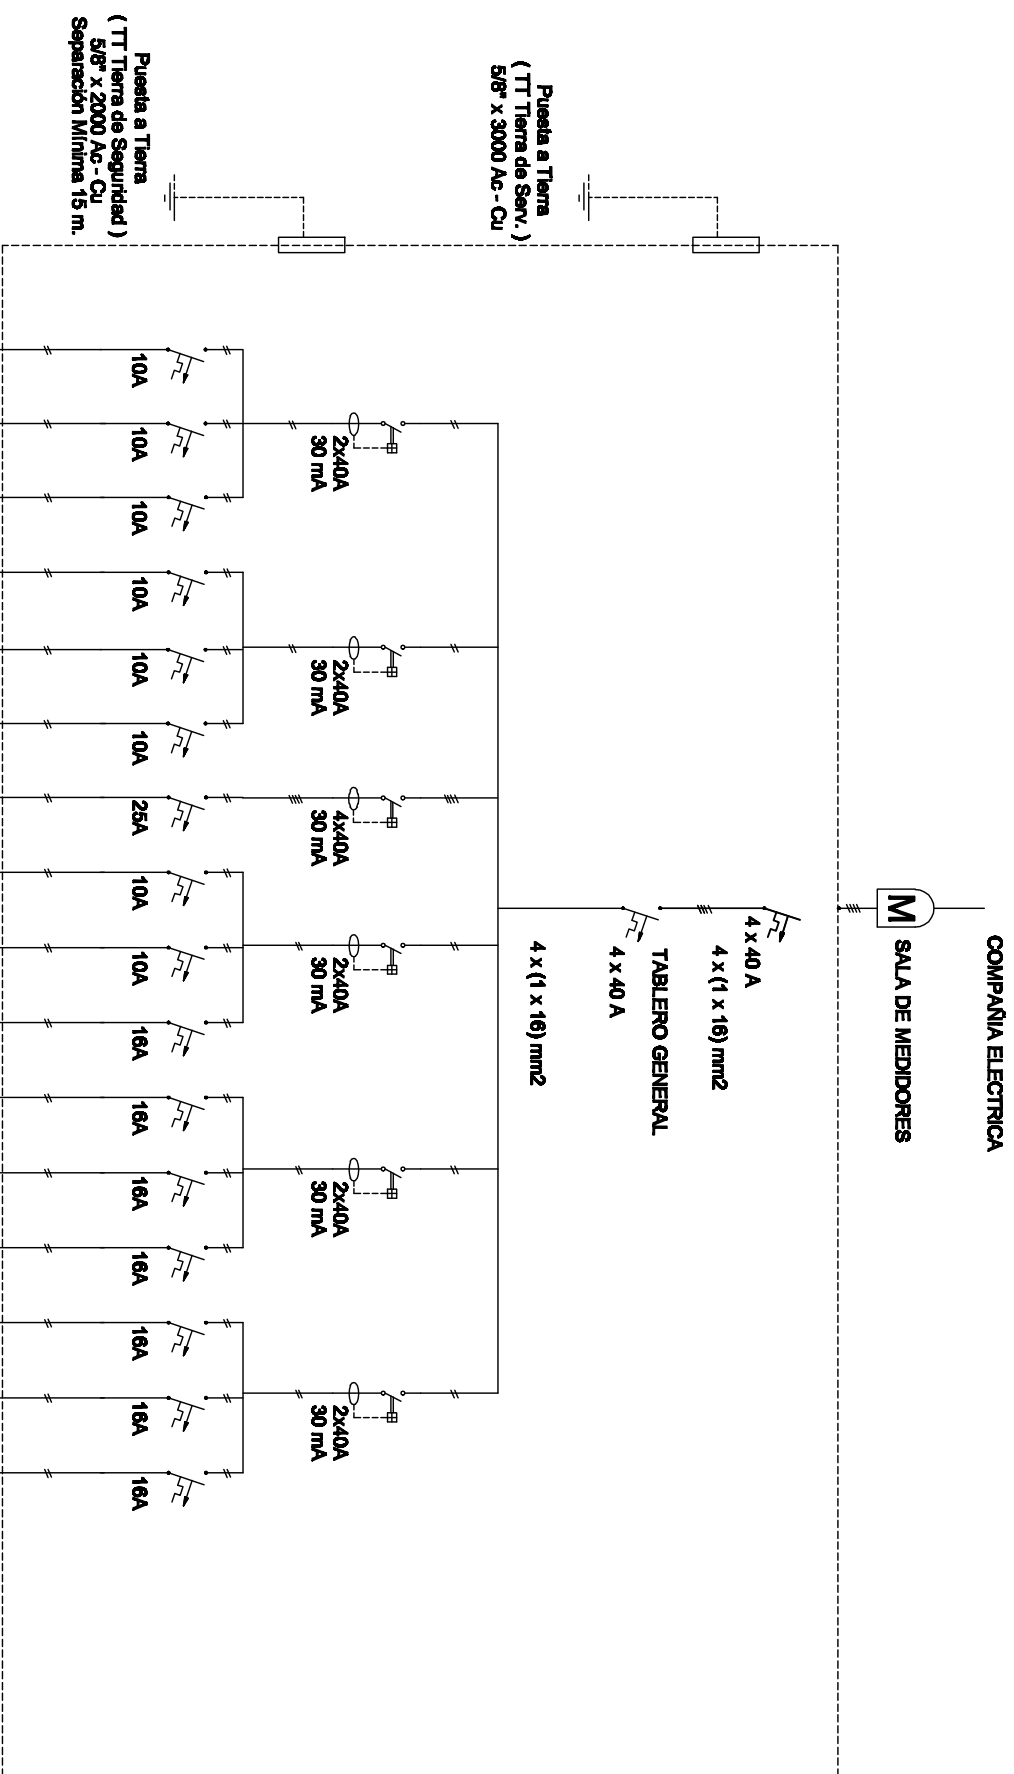 COMPAÑIA ELECTRICA
M
SALA DE MEDIDORES
4 x 40 A
4 x (1 x 16) mm2
TABLERO GENERAL
4 x 40 A
4 x (1 x 16) mm2
Puesta a Tierra
( TT Tierra de Serv. )
5/8" x 3000 Ac - Cu
2x40A
30 mA
2x40A
30 mA
4x40A
30 mA
2x40A
30 mA
2x40A
30 mA
2x40A
30 mA
Puesta a Tierra
( TT Tierra de Seguridad )
5/8" x 2000 Ac - Cu
Separación Mínima 15 m.
10A
10A
10A
10A
10A
10A
25A
10A
10A
16A
16A
16A
16A
16A
16A
16A